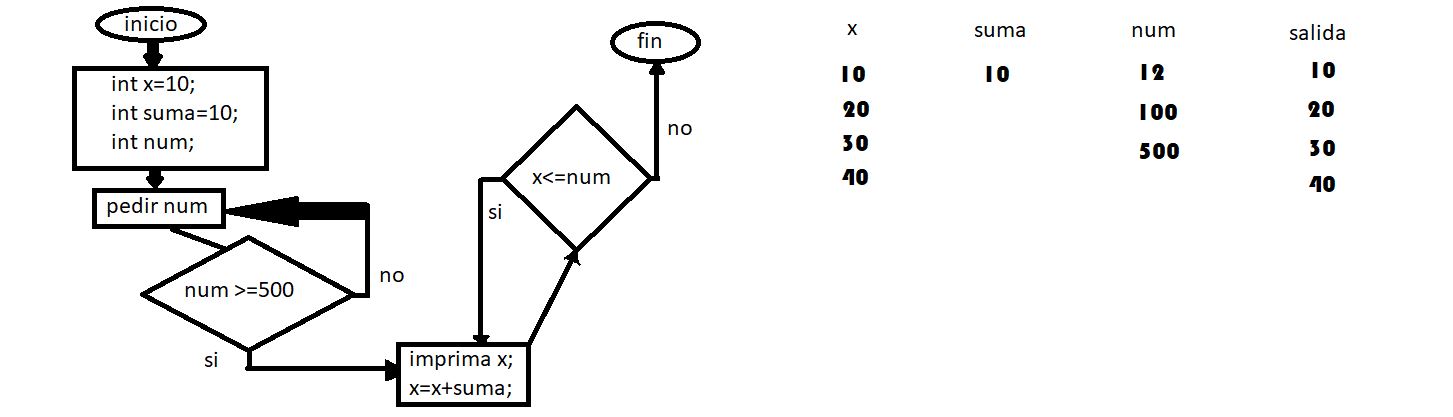 inicio
int x=10;
int suma=10;
int num;
pedir num
num >=500
no
si
imprima x;
x=x+suma;
si
x<=num
no
fin
x suma num salida
10 10 12 10
20 100 20
30 500 30
40 40